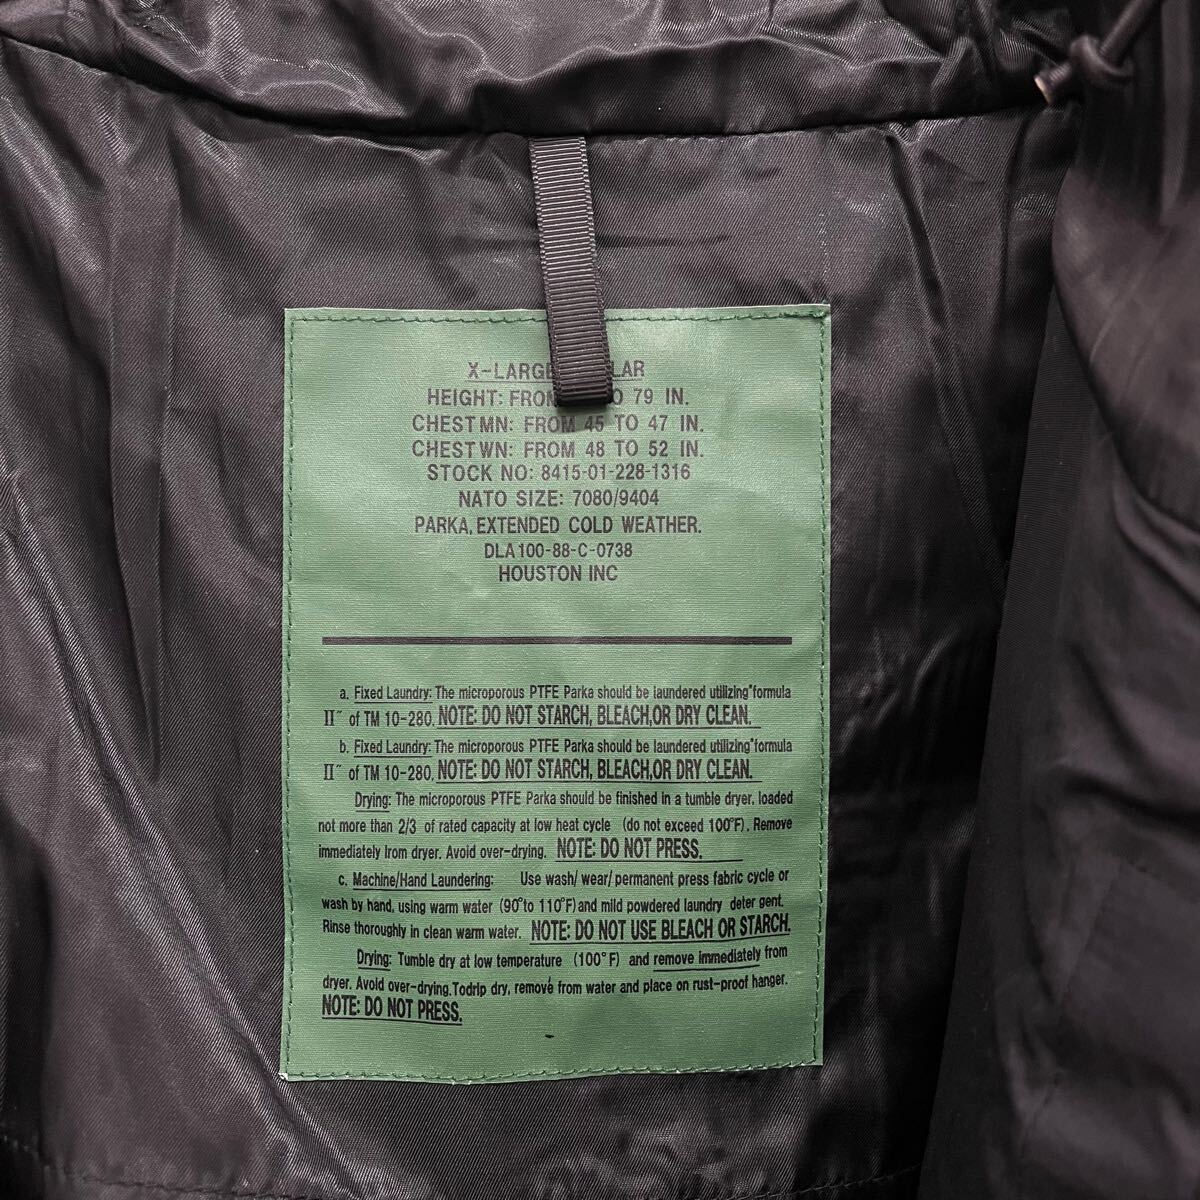 X-LARGE LAR
HEIGHT: FROM TO 79 IN.
CHESTMN: FROM 45 TO 47 IN.
CHESTWN: FROM 48 TO 52 IN.
STOCK NO: 8415-01-228-1316
NATO SIZE: 7080/9404
PARKA, EXTENDED COLD WEATHER.
DLA100-88-C-0738
HOUSTON INC
a. Fixed Laundry: The microporous PTFE Parka should be laundered utilizing"formula
II" of TM 10-280. NOTE: DO NOT STARCH, BLEACH,OR DRY CLEAN.
b. Fixed Laundry: The microporous PTFE Parka should be laundered utilizing"formula
II" of TM 10-280. NOTE: DO NOT STARCH, BLEACH,OR DRY CLEAN.
Drying: The microporous PTFE Parka should be finished in a tumble dryer, loaded
not more than 2/3 of rated capacity at low heat cycle (do not exceed 100°F). Remove
immediately Irom dryer. Avoid over-drying. NOTE: DO NOT PRESS.
c. Machine/Hand Laundering: Use wash/ wear/ permanent press fabric cycle or
wash by hand, using warm water (90°to 110°F)and mild powdered laundry deter gent.
Rinse thoroughly in clean warm water. NOTE: DO NOT USE BLEACH OR STARCH.
Drying: Tumble dry at low temperature (100°F) and remove immediately from
dryer. Avoid over-drying.Todrip dry, remove from water and place on rust-proof hanger.
NOTE: DO NOT PRESS.